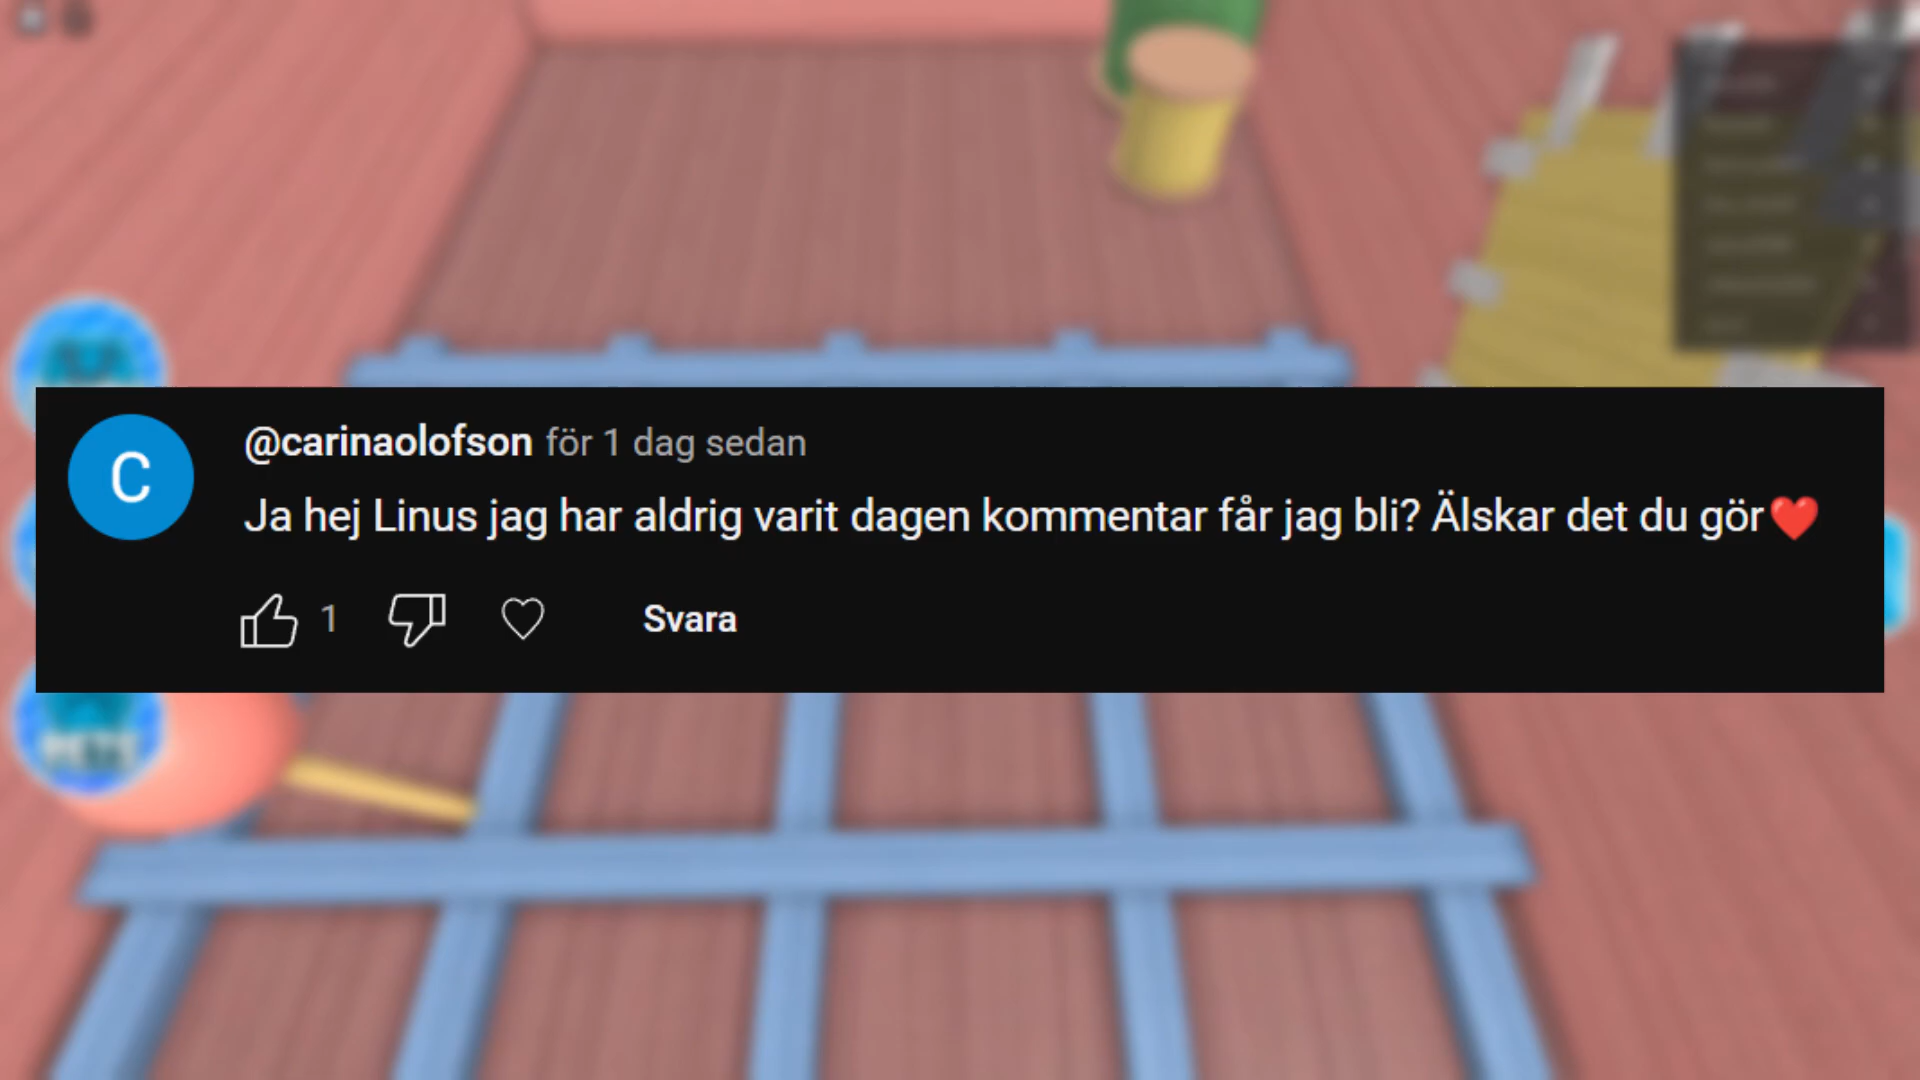 C
@carinaolofson för 1 dag sedan
Ja hej Linus jag har aldrig varit dagen kommentar får jag bli? Älskar det du gör❤️
1
Svara
PETS